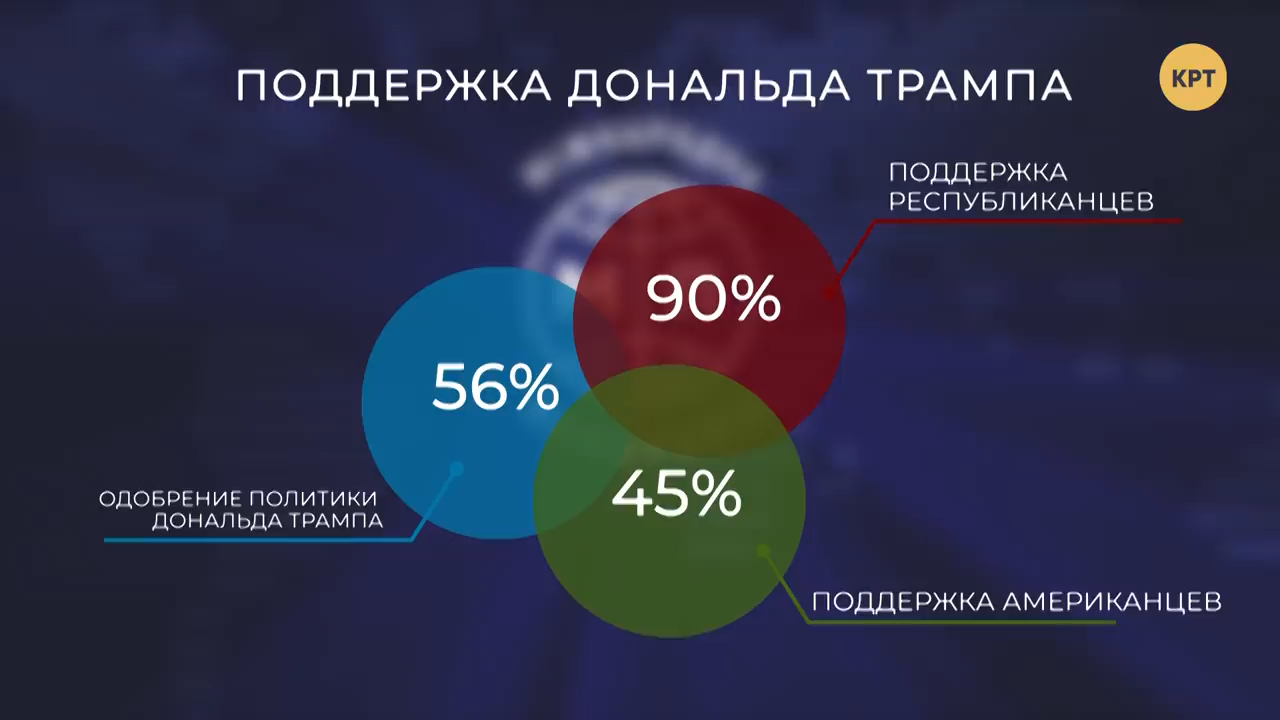 ПОДДЕРЖКА ДОНАЛЬДА ТРАМПА
КРТ
ПОДДЕРЖКА
РЕСПУБЛИКАНЦЕВ
90%
56%
45%
ОДОБРЕНИЕ ПОЛИТИКИ
ДОНАЛЬДА ТРАМПА
ПОДДЕРЖКА АМЕРИКАНЦЕВ